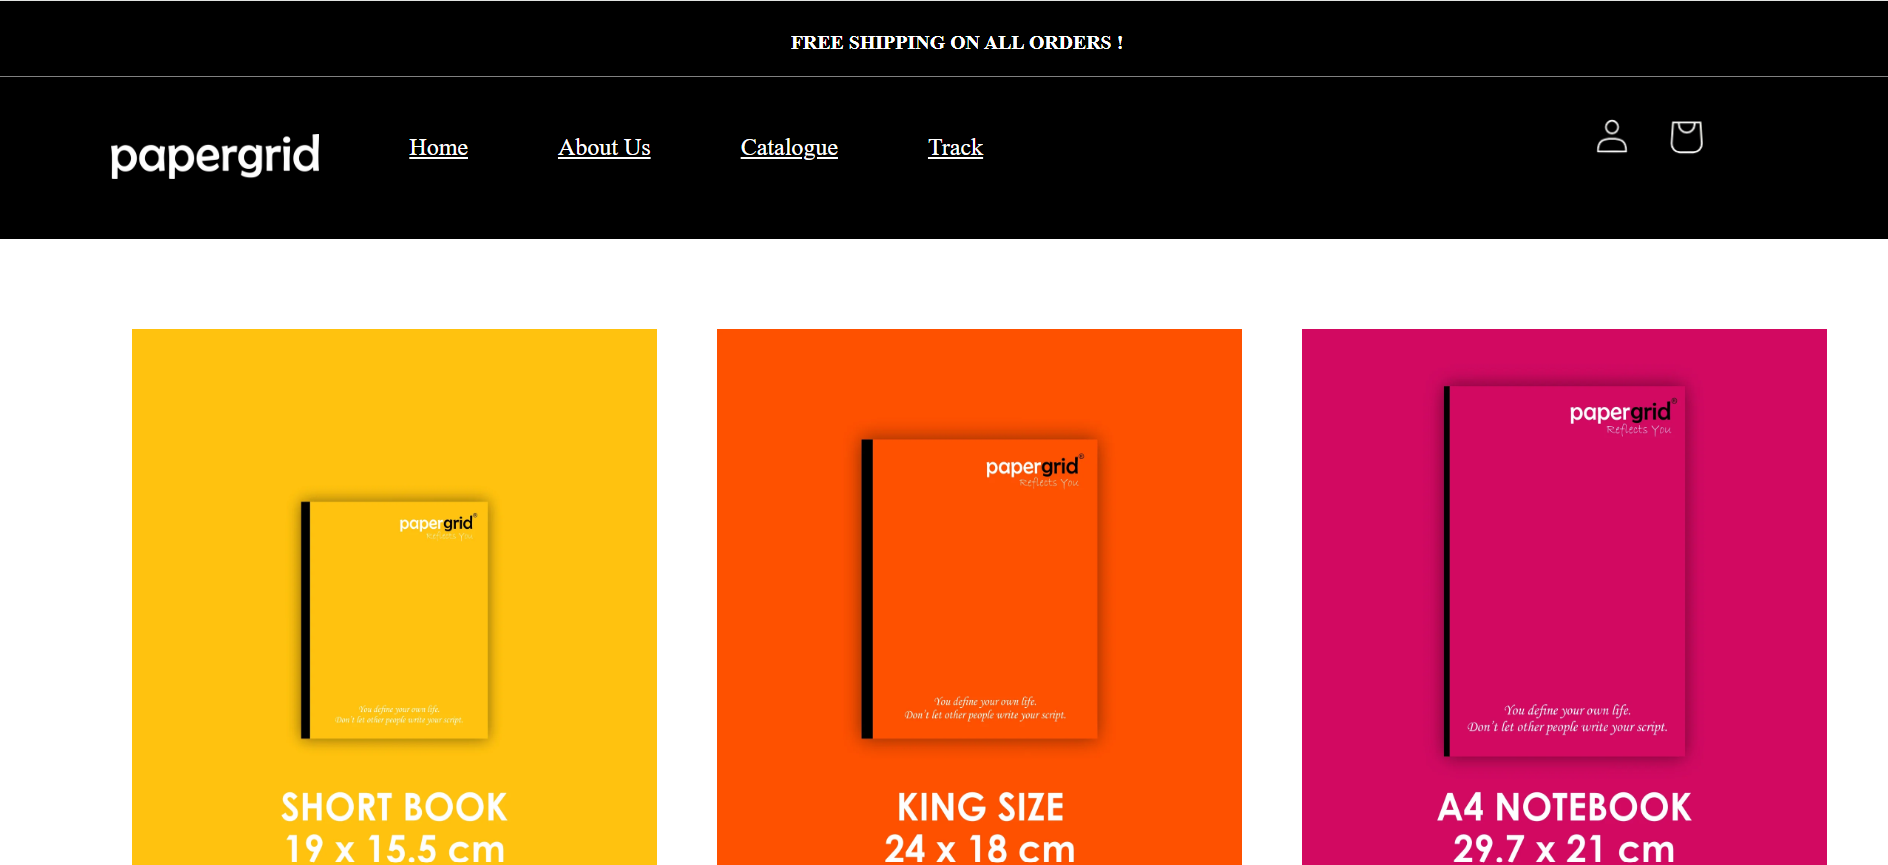 FREE SHIPPING ON ALL ORDERS !
papergrid
Home
About Us
Catalogue
Track
papergrid®
Reflects You
You define your own life.
Don't let other people write your script.
SHORT BOOK
19 x 15.5 cm
papergrid®
Reflects You
You define your own life.
Don't let other people write your script.
KING SIZE
24 x 18 cm
papergrid®
Reflects You
You define your own life.
Don't let other people write your script.
A4 NOTEBOOK
29.7 x 21 cm